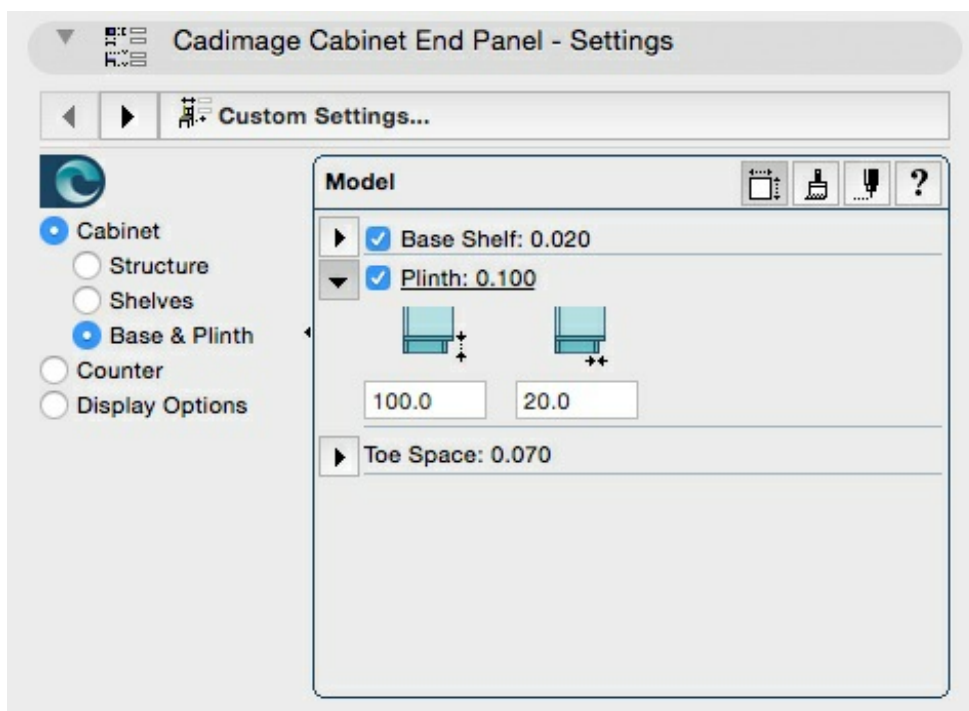 Cadimage Cabinet End Panel - Settings
Custom Settings...
Cabinet
Structure
Shelves
Base & Plinth
Counter
Display Options
Model
?
Base Shelf: 0.020
Plinth: 0.100
100.0 20.0
Toe Space: 0.070